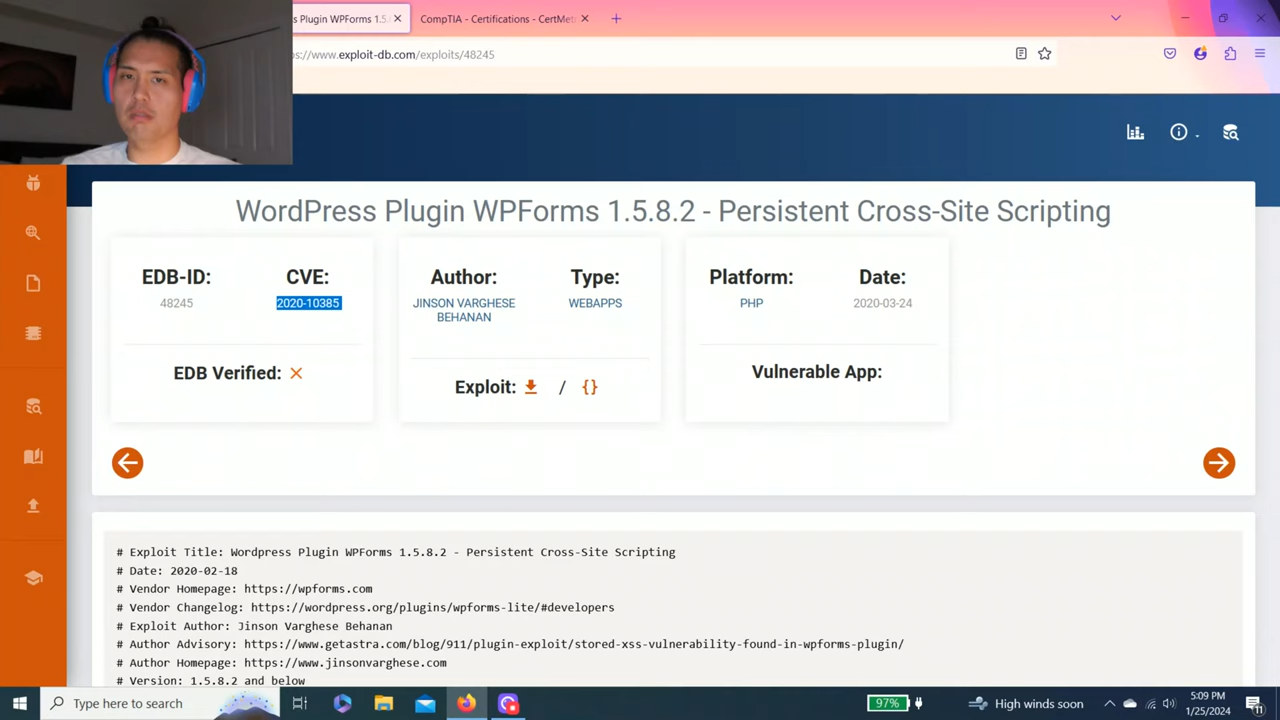 s Plugin WPForms 1.5.8
CompTIA - Certifications - CertMet
s://www.exploit-db.com/exploits/48245
WordPress Plugin WPForms 1.5.8.2 - Persistent Cross-Site Scripting
EDB-ID:
48245
CVE:
2020-10385
EDB Verified:
Author:
JINSON VARGHESE
BEHANAN
Type:
WEBAPPS
Exploit: / {}
Platform:
PHP
Date:
2020-03-24
Vulnerable App:
# Exploit Title: Wordpress Plugin WPForms 1.5.8.2 - Persistent Cross-Site Scripting
# Date: 2020-02-18
# Vendor Homepage: https://wpforms.com
# Vendor Changelog: https://wordpress.org/plugins/wpforms-lite/#developers
# Exploit Author: Jinson Varghese Behanan
# Author Advisory: https://www.getastra.com/blog/911/plugin-exploit/stored-xss-vulnerability-found-in-wpforms-plugin/
# Author Homepage: https://www.jinsonvarghese.com
# Version: 1.5.8.2 and below
Type here to search
97%
High winds soon
5:09 PM
1/25/2024
11